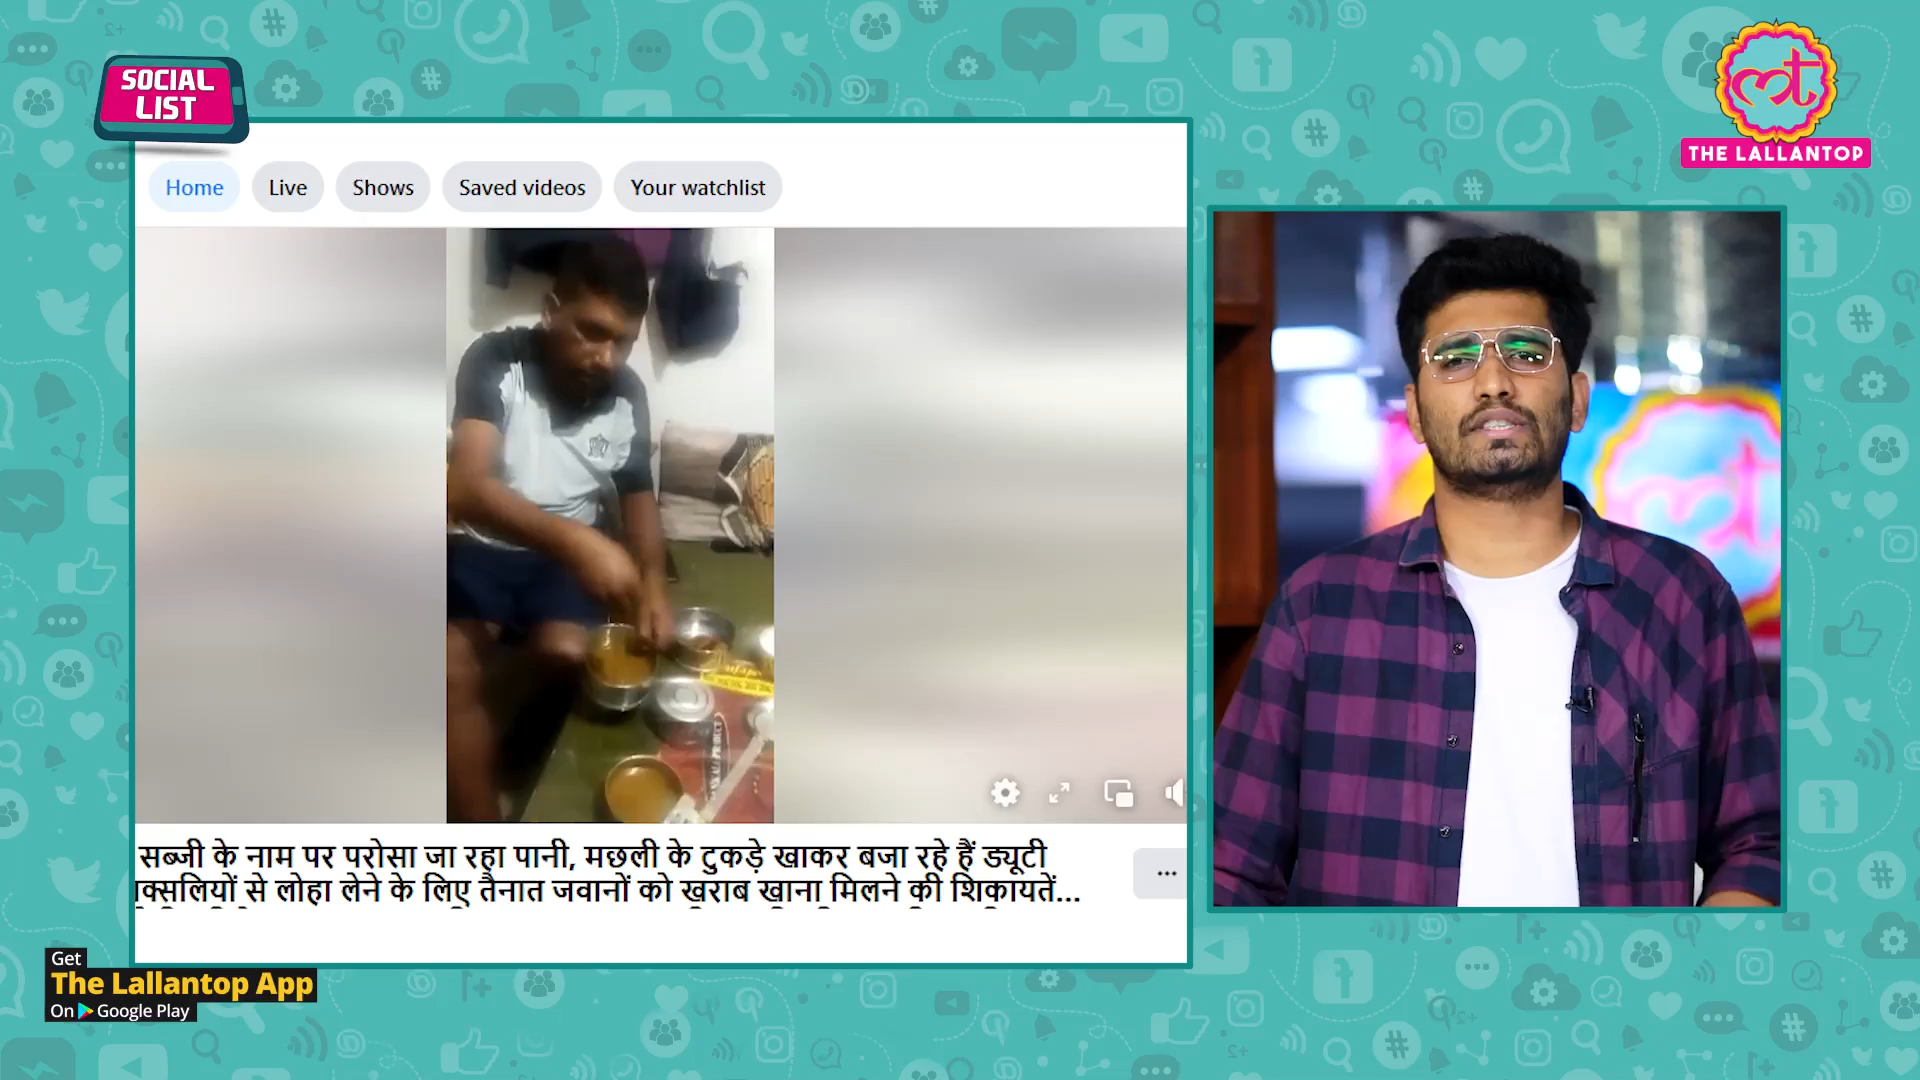 SOCIAL
LIST
THE LALLANTOP
Home
Live
Shows
Saved videos
Your watchlist
सब्जी के नाम पर परोसा जा रहा पानी, मछली के टुकड़े खाकर बजा रहे हैं ड्यूटी
क्सलियों से लोहा लेने के लिए तैनात जवानों को खराब खाना मिलने की शिकायतें...
Get
The Lallantop App
On Google Play